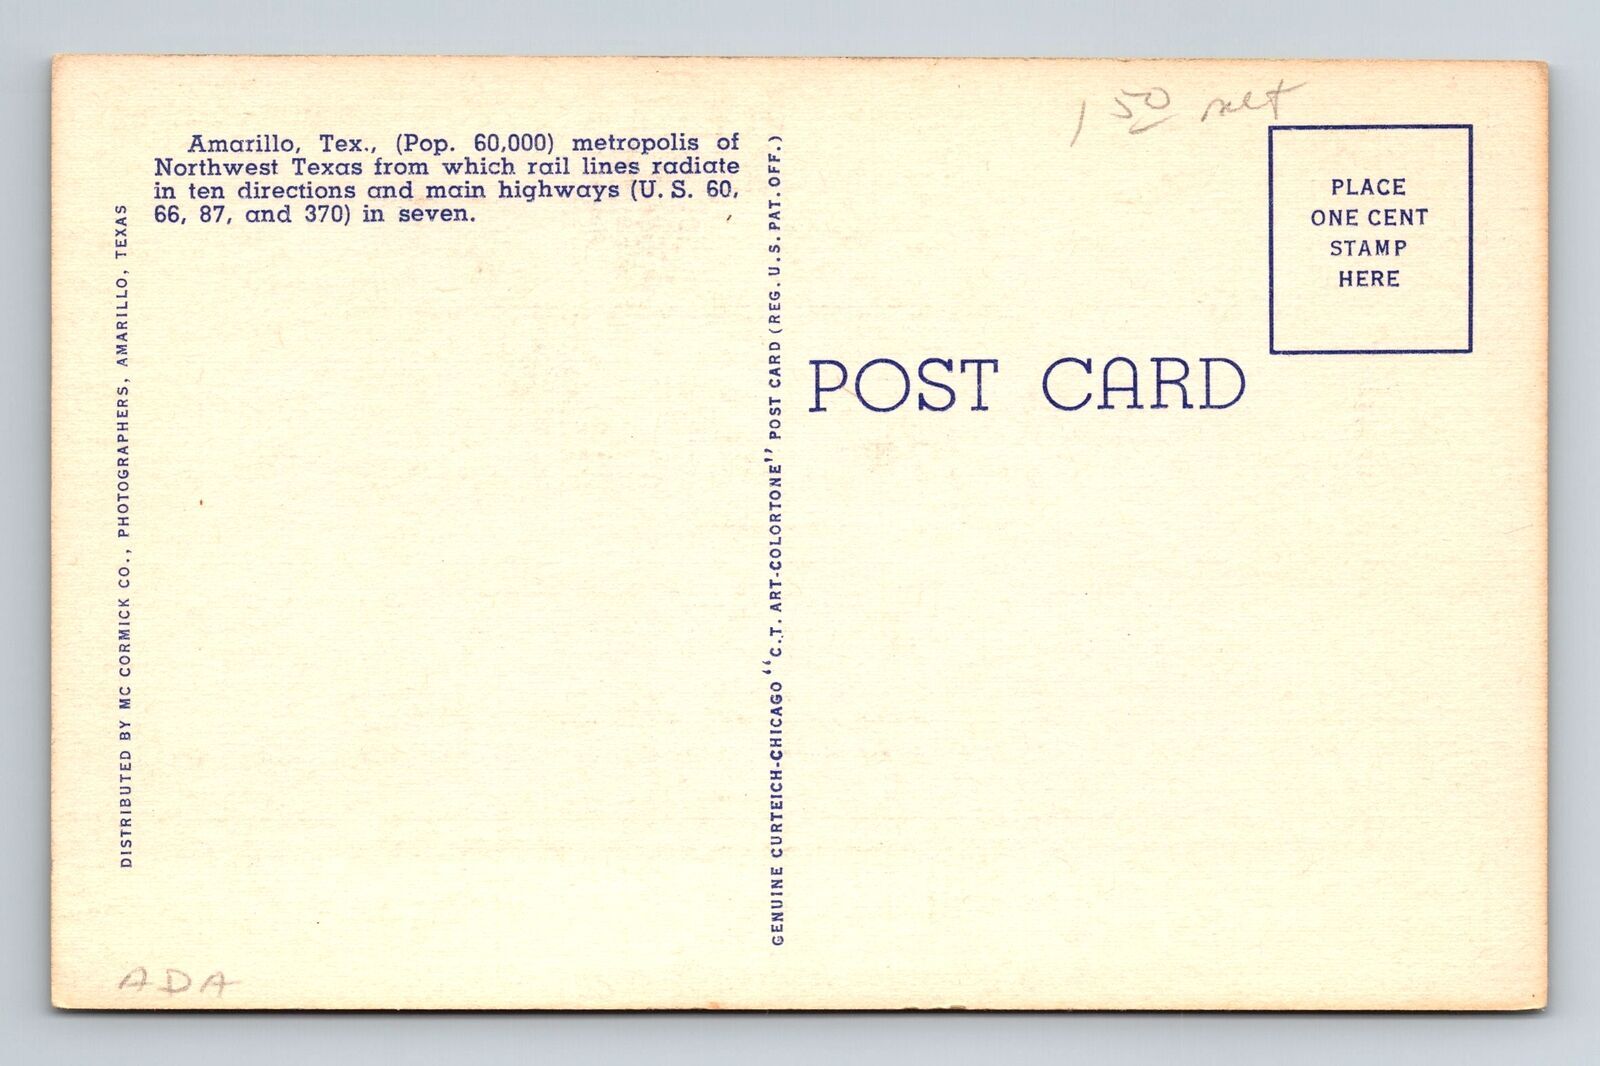 Amarillo, Tex., (Pop. 60,000) metropolis of
Northwest Texas from which rail lines radiate
in ten directions and main highways (U. S. 60,
66, 87, and 370) in seven.
DISTRIBUTED BY MC CORMICK CO., PHOTOGRAPHERS, AMARILLO, TEXAS
ADA
GENUINE CURTEICH-CHICAGO "C.T. ART-COLORTONE" POST CARD (REG. U.S. PAT. OFF.)
1 50 net
PLACE
ONE CENT
STAMP
HERE
POST CARD